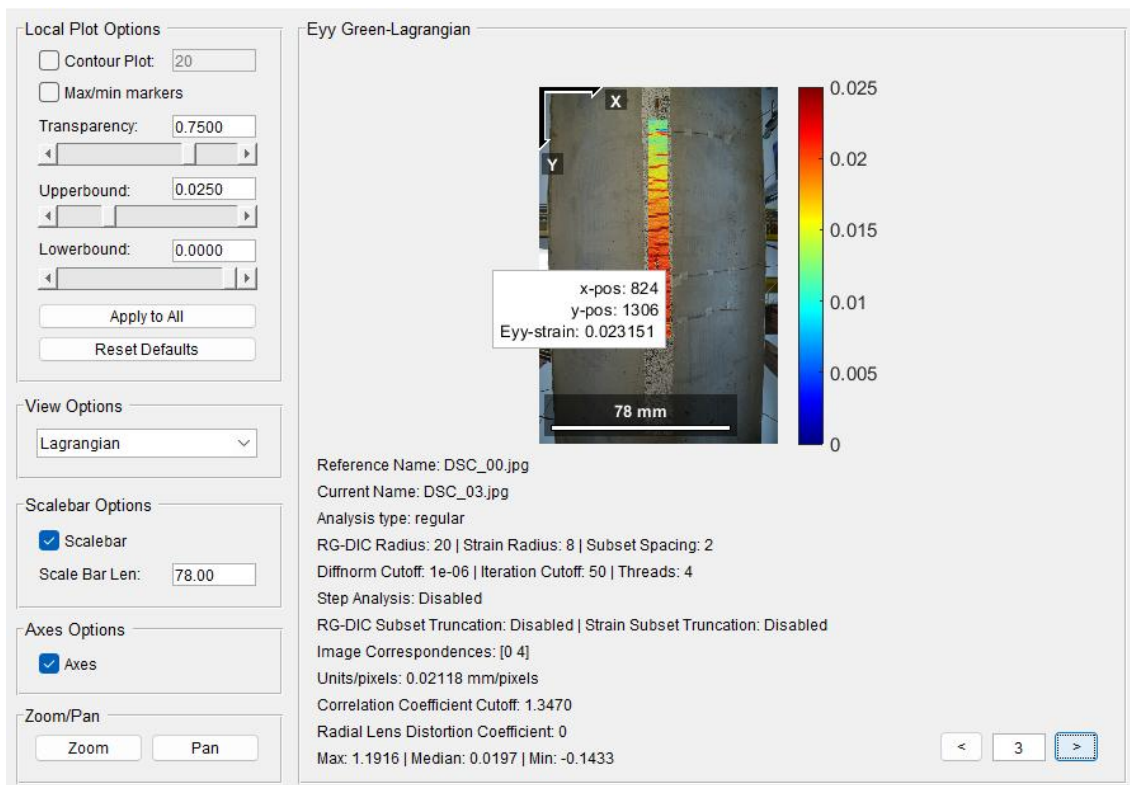 Local Plot Options
Contour Plot: 20
Max/min markers
Transparency: 0.7500
Upperbound: 0.0250
Lowerbound: 0.0000
Apply to All
Reset Defaults
View Options
Lagrangian
Scalebar Options
Scalebar
Scale Bar Len: 78.00
Axes Options
Axes
Zoom/Pan
Zoom Pan
Eyy Green-Lagrangian
X
Y
x-pos: 824
y-pos: 1306
Eyy-strain: 0.023151
78 mm
0.025
0.02
0.015
0.01
0.005
0
Reference Name: DSC_00.jpg
Current Name: DSC_03.jpg
Analysis type: regular
RG-DIC Radius: 20 | Strain Radius: 8 | Subset Spacing: 2
Diffnorm Cutoff: 1e-06 | Iteration Cutoff: 50 | Threads: 4
Step Analysis: Disabled
RG-DIC Subset Truncation: Disabled | Strain Subset Truncation: Disabled
Image Correspondences: [0 4]
Units/pixels: 0.02118 mm/pixels
Correlation Coefficient Cutoff: 1.3470
Radial Lens Distortion Coefficient: 0
Max: 1.1916 | Median: 0.0197 | Min: -0.1433
< 3 >